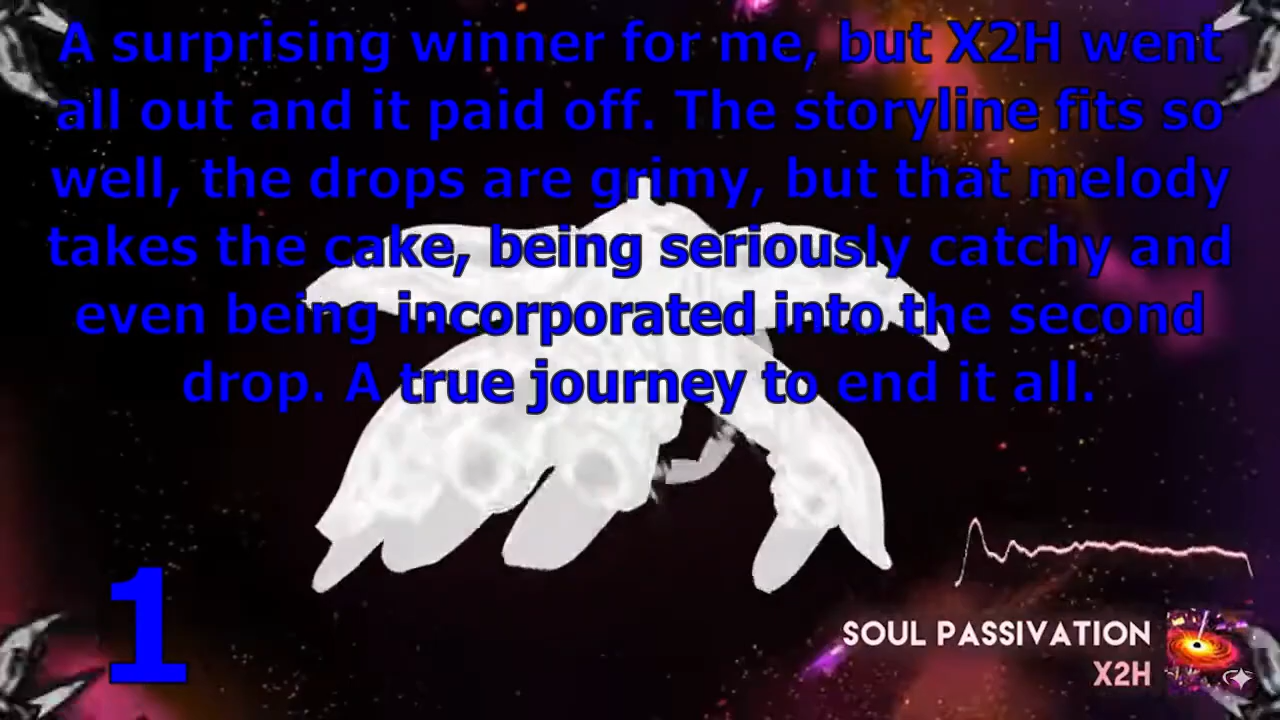 A surprising winner for me, but X2H went
all out and it paid off. The storyline fits so
well, the drops are grimy, but that melody
takes the cake, being seriously catchy and
even being incorporated into the second
drop. A true journey to end it all.
1
SOUL PASSIVATION
X2H